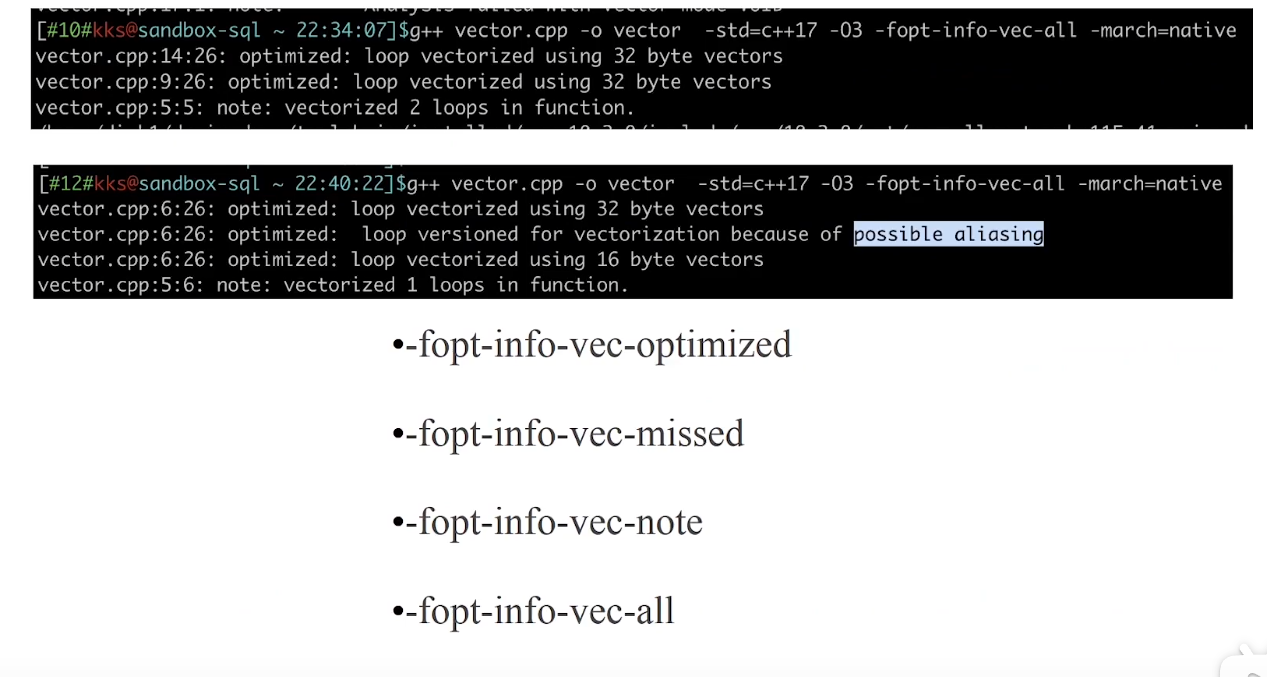 [#10#kks@sandbox-sql ~ 22:34:07]$g++ vector.cpp -o vector  -std=c++17 -O3 -fopt-info-vec-all -march=native
vector.cpp:14:26: optimized: loop vectorized using 32 byte vectors
vector.cpp:9:26: optimized: loop vectorized using 32 byte vectors
vector.cpp:5:5: note: vectorized 2 loops in function.
[#12#kks@sandbox-sql ~ 22:40:22]$g++ vector.cpp -o vector  -std=c++17 -O3 -fopt-info-vec-all -march=native
vector.cpp:6:26: optimized: loop vectorized using 32 byte vectors
vector.cpp:6:26: optimized:  loop versioned for vectorization because of possible aliasing
vector.cpp:6:26: optimized: loop vectorized using 16 byte vectors
vector.cpp:5:6: note: vectorized 1 loops in function.
•-fopt-info-vec-optimized
•-fopt-info-vec-missed
•-fopt-info-vec-note
•-fopt-info-vec-all